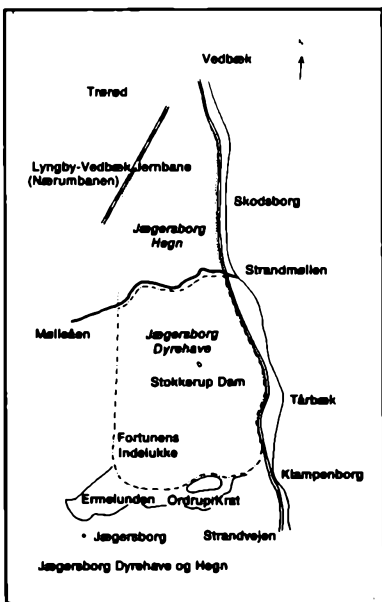 Vedbæk
Trørød
Lyngby-Vedbæk Jernbane
(Nærumbanen)
Skodsborg
Jægersborg
Hegn
Strandmøllen
Mølleåen
Jægersborg
Dyrehave
Stokkerup Dam
Tårbæk
Fortunens
Indelukke
Klampenborg
Ermelunden
Ordrup Krat
Jægersborg
Strandvejen
Jægersborg Dyrehave og Hegn